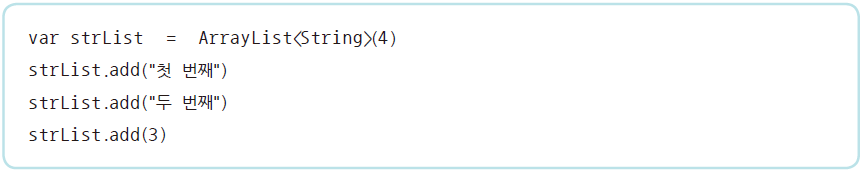 var strList = ArrayList<String>(4)
strList.add("첫 번째")
strList.add("두 번째")
strList.add(3)